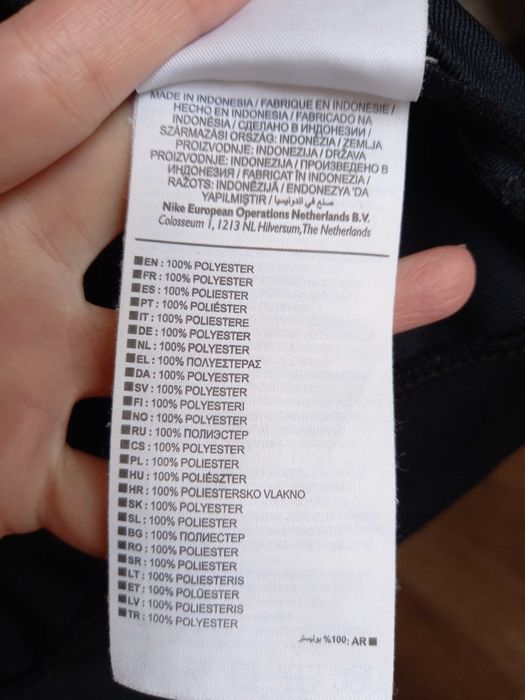 MADE IN INDONESIA / FABRIQUE EN INDONESIE /
HECHO EN INDONESIA / FABRICADO NA
INDONÉSIA / СДЕЛАНО В ИНДОНЕЗИИ /
SZÁRMAZÁSI ORSZÁG: INDONÉZIA / ZEMLJA
PROIZVODNJE: INDONEZIJA / DRŽAVA
PROIZVODNJE: INDONEZIJA / ПРОИЗВЕДЕНО В
ИНДОНЕЗИЯ / FABRICAT ÎN INDONEZIA /
RAŽOTS: INDONĒZIJĀ / ENDONEZYA 'DA
YAPILMIŞTIR / صنع في اندونيسيا
Nike European Operations Netherlands B.V.
Colosseum 1, 1213 NL Hilversum, The Netherlands
EN : 100% POLYESTER
FR : 100% POLYESTER
ES : 100% POLIESTER
PT : 100% POLIÉSTER
IT : 100% POLIESTERE
DE : 100% POLYESTER
NL : 100% POLYESTER
EL : 100% ΠΟΛΥΕΣΤΕΡΑΣ
DA : 100% POLYESTER
SV : 100% POLYESTER
FI : 100% POLYESTERI
NO : 100% POLYESTER
RU : 100% ПОЛИЭСТЕР
CS : 100% POLYESTER
PL : 100% POLIESTER
HU : 100% POLIÉSZTER
HR : 100% POLIESTERSKO VLAKNO
SK : 100% POLYESTER
SL : 100% POLIESTER
BG : 100% ПОЛИЕСТЕР
RO : 100% POLIESTER
SR : 100% POLIESTER
LT : 100% POLIESTERIS
ET : 100% POLÜESTER
LV : 100% POLIESTERIS
TR : 100% POLYESTER
AR :100% بوليستر